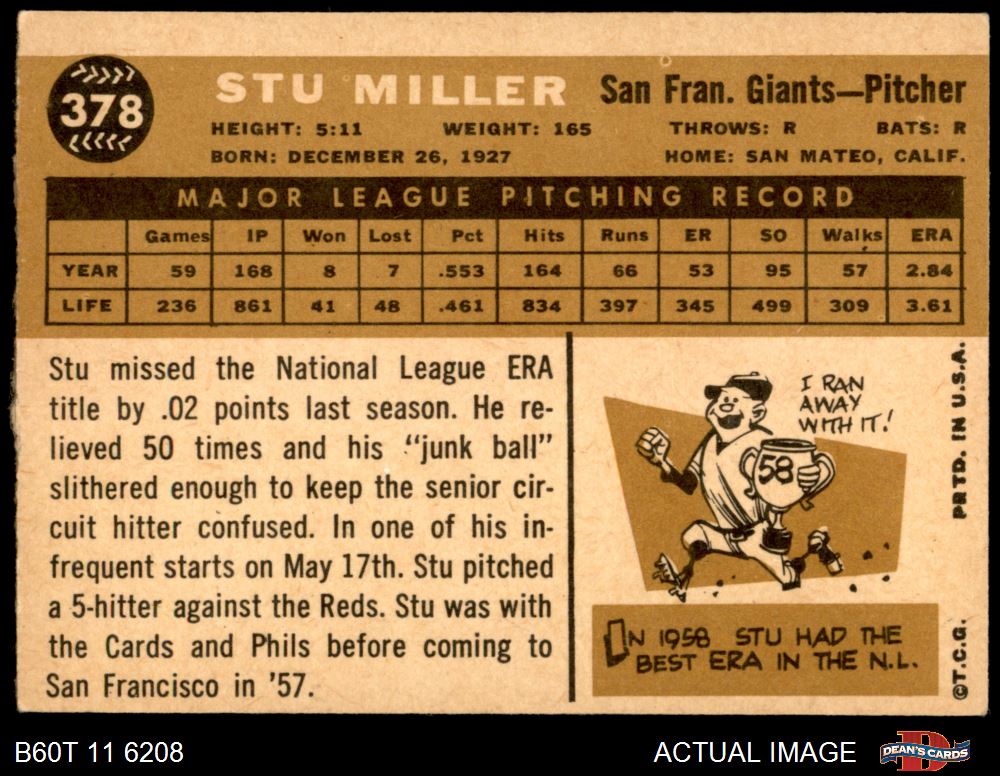 378
STU MILLER
San Fran. Giants—Pitcher
HEIGHT: 5:11 WEIGHT: 165 THROWS: R BATS: R
BORN: DECEMBER 26, 1927 HOME: SAN MATEO, CALIF.
MAJOR LEAGUE PITCHING RECORD
Games IP Won Lost Pct Hits Runs ER SO Walks ERA
YEAR 59 168 8 7 .553 164 66 53 95 57 2.84
LIFE 236 861 41 48 .461 834 397 345 499 309 3.61
Stu missed the National League ERA
title by .02 points last season. He re-
lieved 50 times and his "junk ball"
slithered enough to keep the senior cir-
cuit hitter confused. In one of his in-
frequent starts on May 17th. Stu pitched
a 5-hitter against the Reds. Stu was with
the Cards and Phils before coming to
San Francisco in '57.
I RAN
AWAY
WITH IT!
58
IN 1958 STU HAD THE
BEST ERA IN THE N.L.
©T.C.G. PRTD. IN U.S.A.
B60T 11 6208
ACTUAL IMAGE
D
DEAN'S CARDS